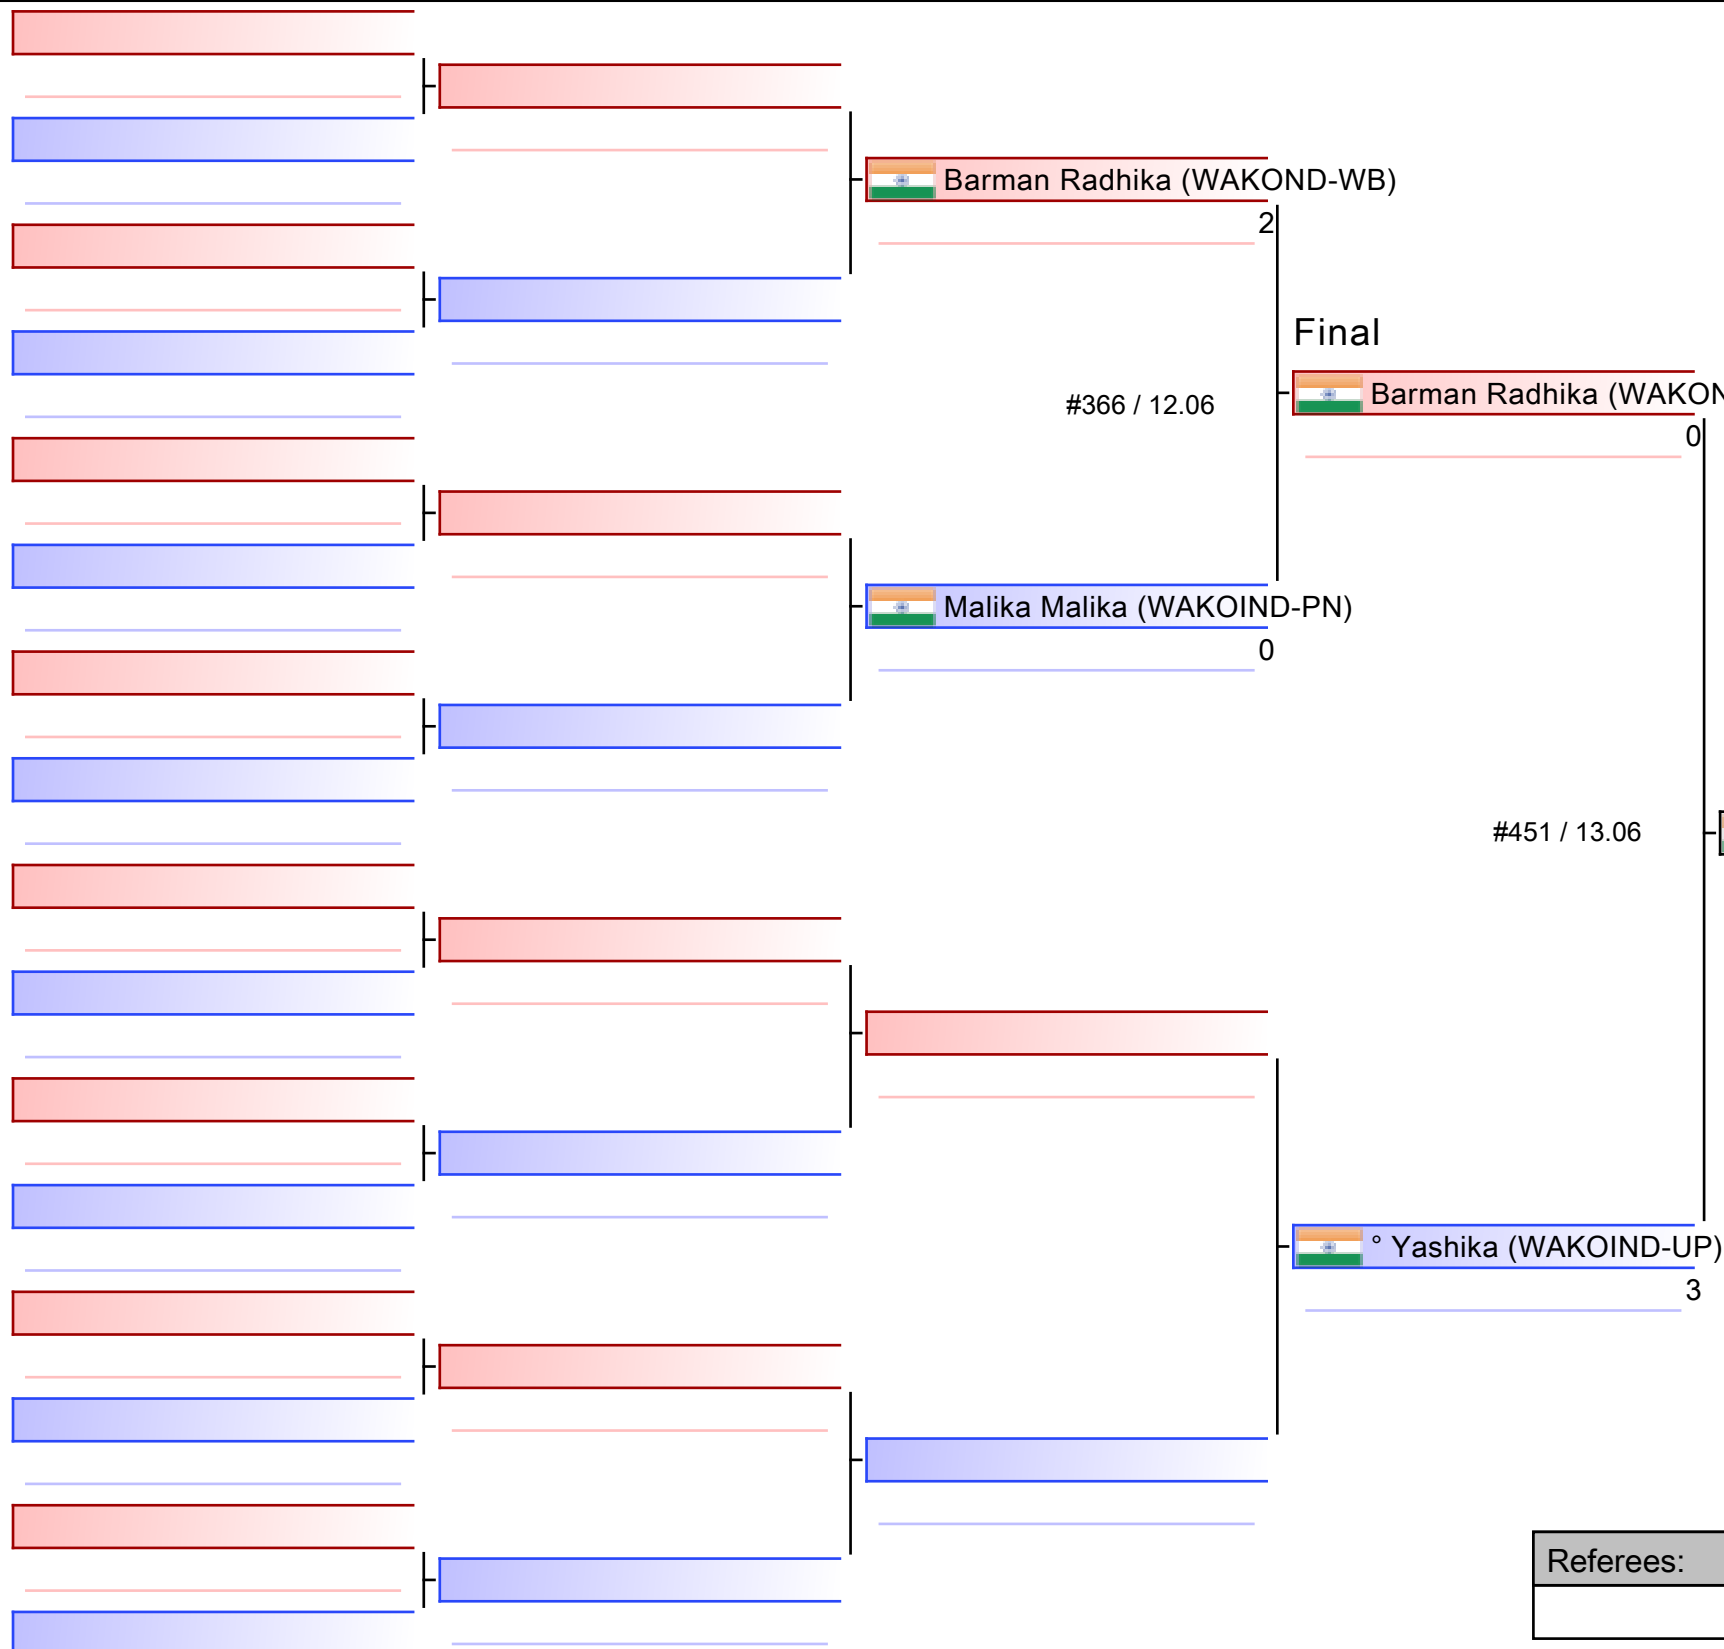 Barman Radhika (WAKOND-WB)
2
Final
#366 / 12.06
Barman Radhika (WAKON
0
Malika Malika (WAKOIND-PN)
0
#451 / 13.06
° Yashika (WAKOIND-UP)
3
Referees: